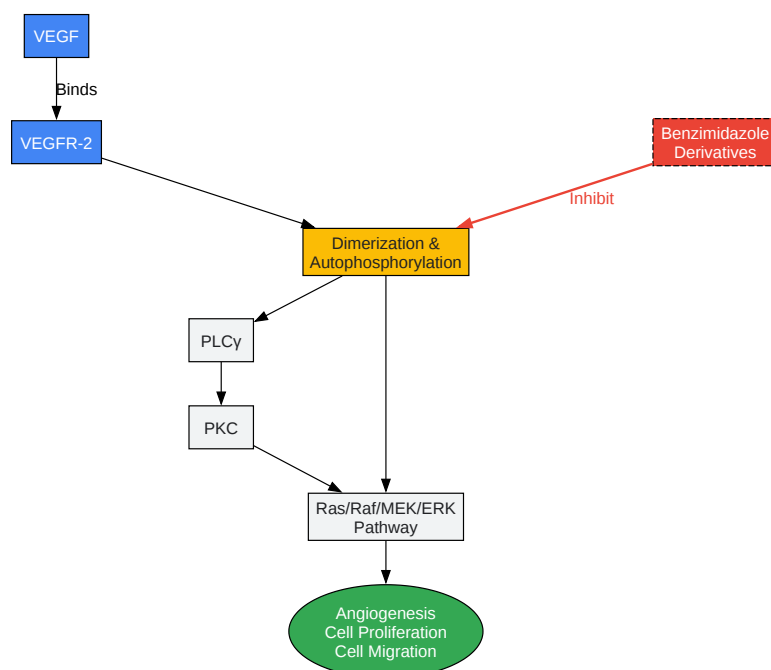 VEGF
Binds
VEGFR-2
Benzimidazole
Derivatives
Inhibit
Dimerization &
Autophosphorylation
PLCγ
PKC
Ras/Raf/MEK/ERK
Pathway
Angiogenesis
Cell Proliferation
Cell Migration